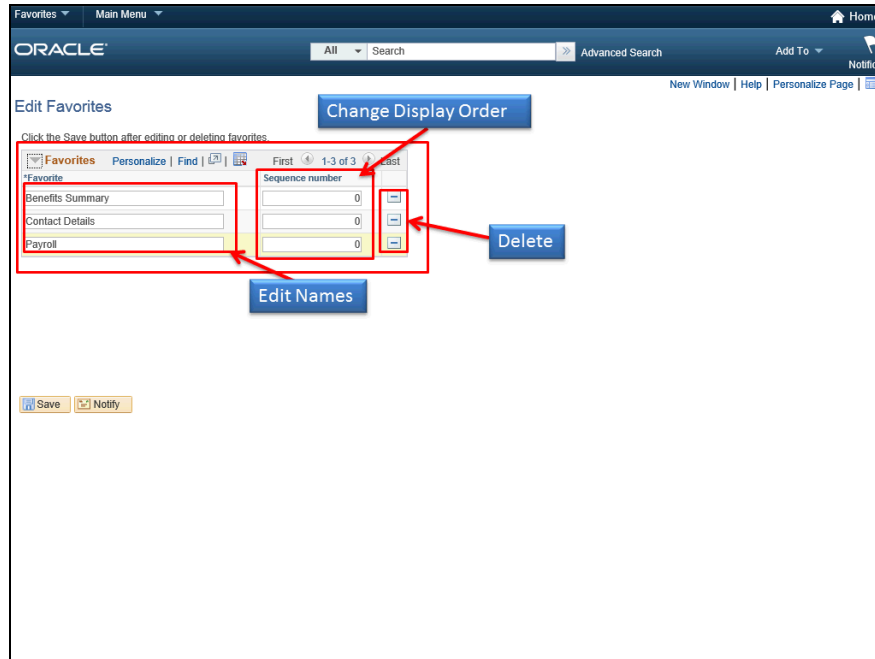 Favorites Main Menu Home
ORACLE All Search Advanced Search Add To
Notific
New Window | Help | Personalize Page |
Edit Favorites
Change Display Order
Click the Save button after editing or deleting favorites.
Favorites Personalize | Find | | First 1-3 of 3 Last
*Favorite Sequence number
Benefits Summary 0
Contact Details 0
Payroll 0
Delete
Edit Names
Save Notify